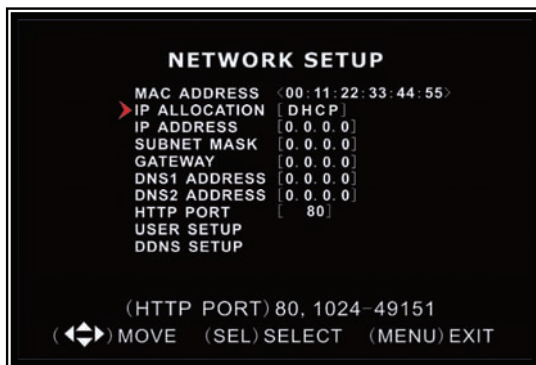 NETWORK SETUP
MAC ADDRESS <00:11:22:33:44:55>
IP ALLOCATION [DHCP]
IP ADDRESS [0.0.0.0]
SUBNET MASK [0.0.0.0]
GATEWAY [0.0.0.0]
DNS1 ADDRESS [0.0.0.0]
DNS2 ADDRESS [0.0.0.0]
HTTP PORT [ 80]
USER SETUP
DDNS SETUP
(HTTP PORT) 80, 1024-49151
( ) MOVE (SEL) SELECT (MENU) EXIT